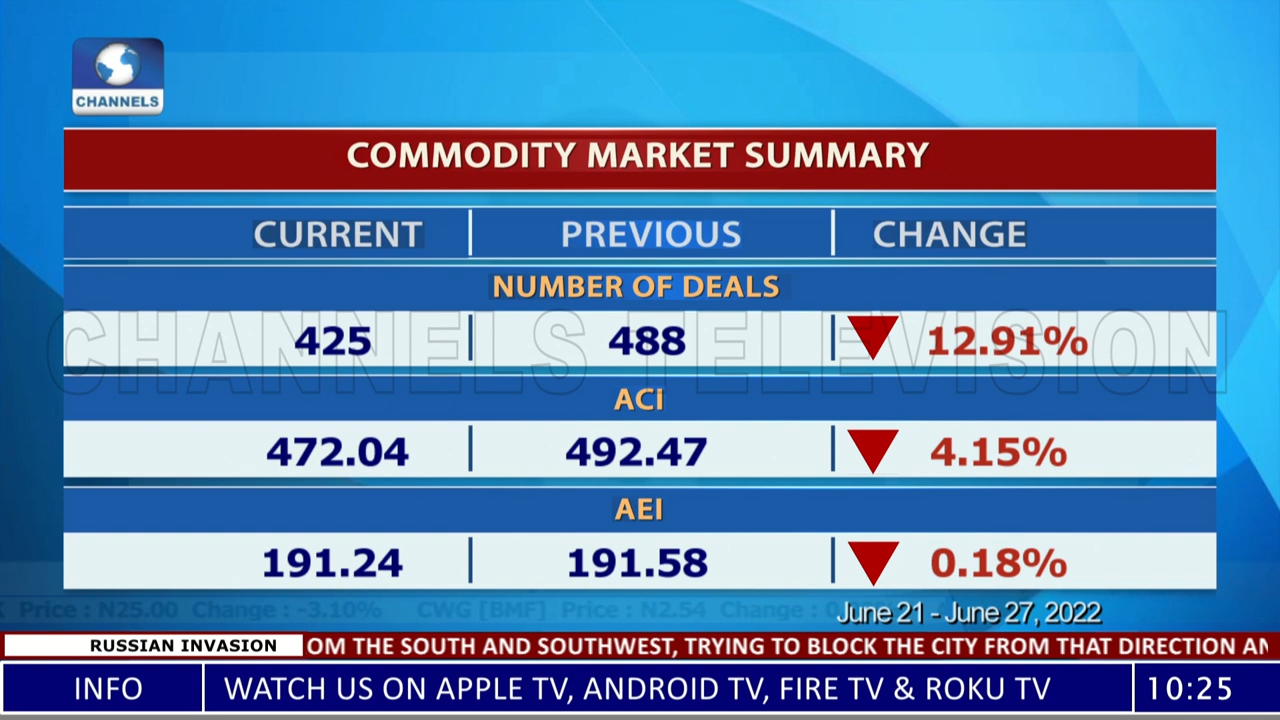 CHANNELS
COMMODITY MARKET SUMMARY
CURRENT PREVIOUS CHANGE
NUMBER OF DEALS
425 488 12.91%
CHANNELS TELEVISION
ACi
472.04 492.47 4.15%
AEI
191.24 191.58 0.18%
Price : N25.00 Change : -3.10% CWG [BMF] Price : N2.54 Change :
June 21 - June 27, 2022
RUSSIAN INVASION OM THE SOUTH AND SOUTHWEST, TRYING TO BLOCK THE CITY FROM THAT DIRECTION AN
INFO WATCH US ON APPLE TV, ANDROID TV, FIRE TV & ROKU TV 10:25